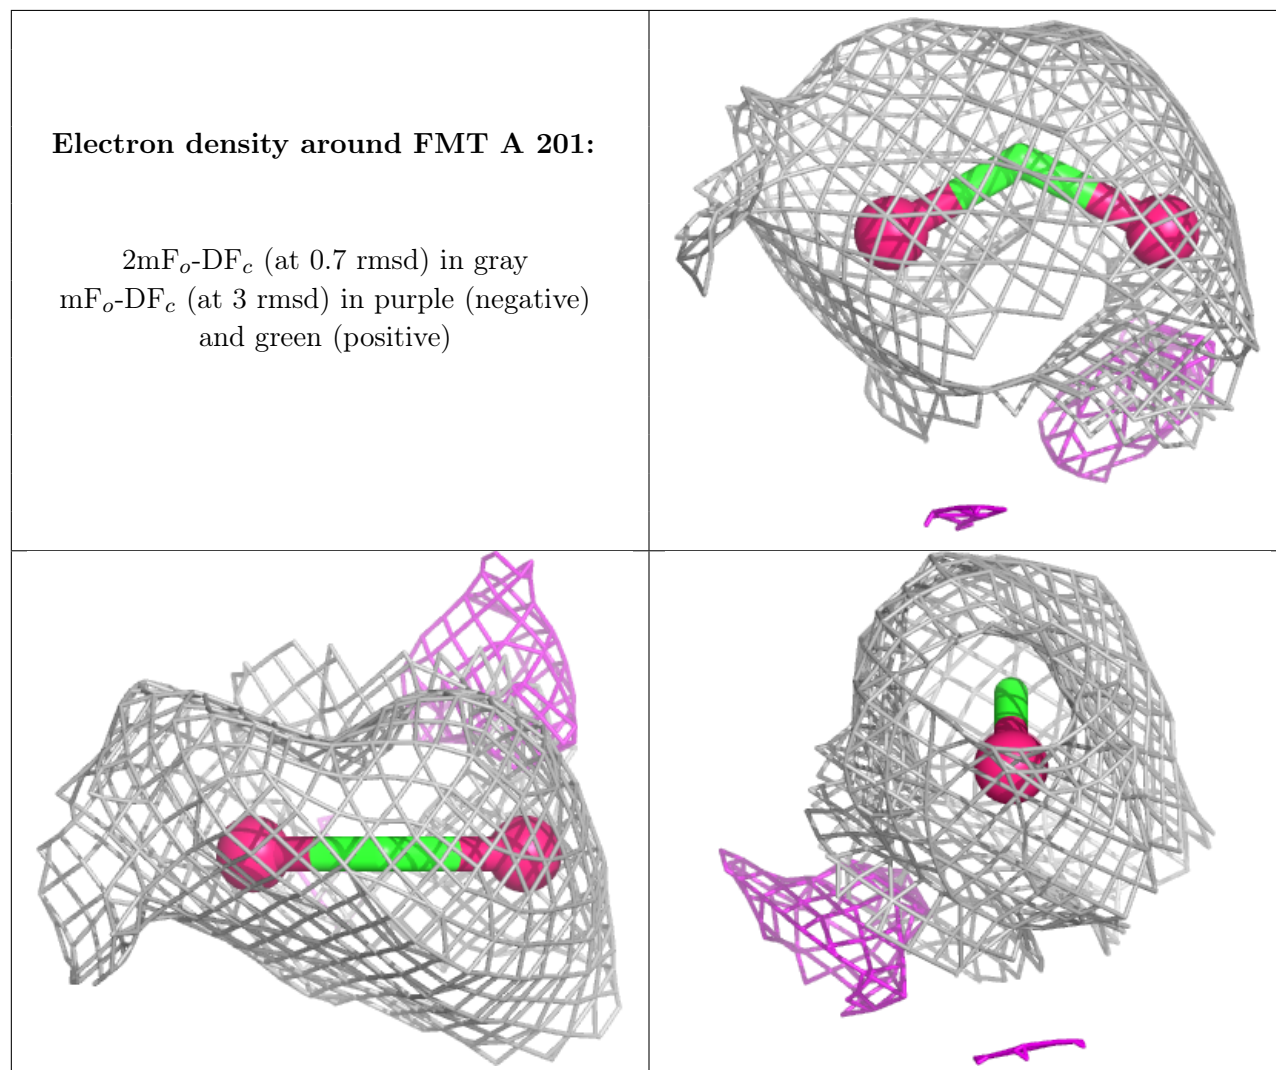 Electron density around FMT A 201:
2mFo-DFc (at 0.7 rmsd) in gray
mFo-DFc (at 3 rmsd) in purple (negative)
and green (positive)